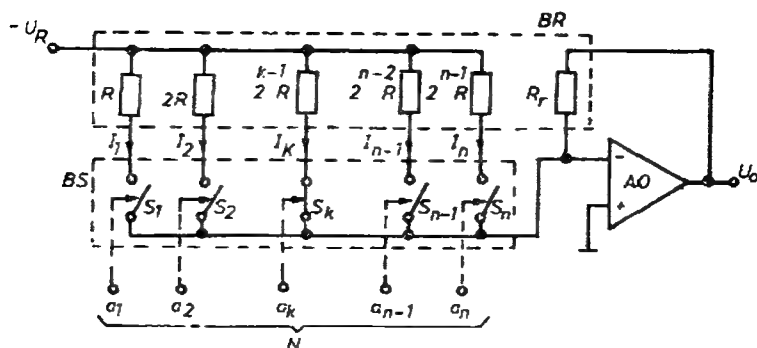 - U_R
BR
R
2R
2^{k-1} R
2^{n-2} R
2^{n-1} R
R_r
I_1
I_2
I_K
I_{n-1}
I_n
BS
S_1
S_2
S_k
S_{n-1}
S_n
-
AO
+
U_o
a_1
a_2
a_k
a_{n-1}
a_n
N